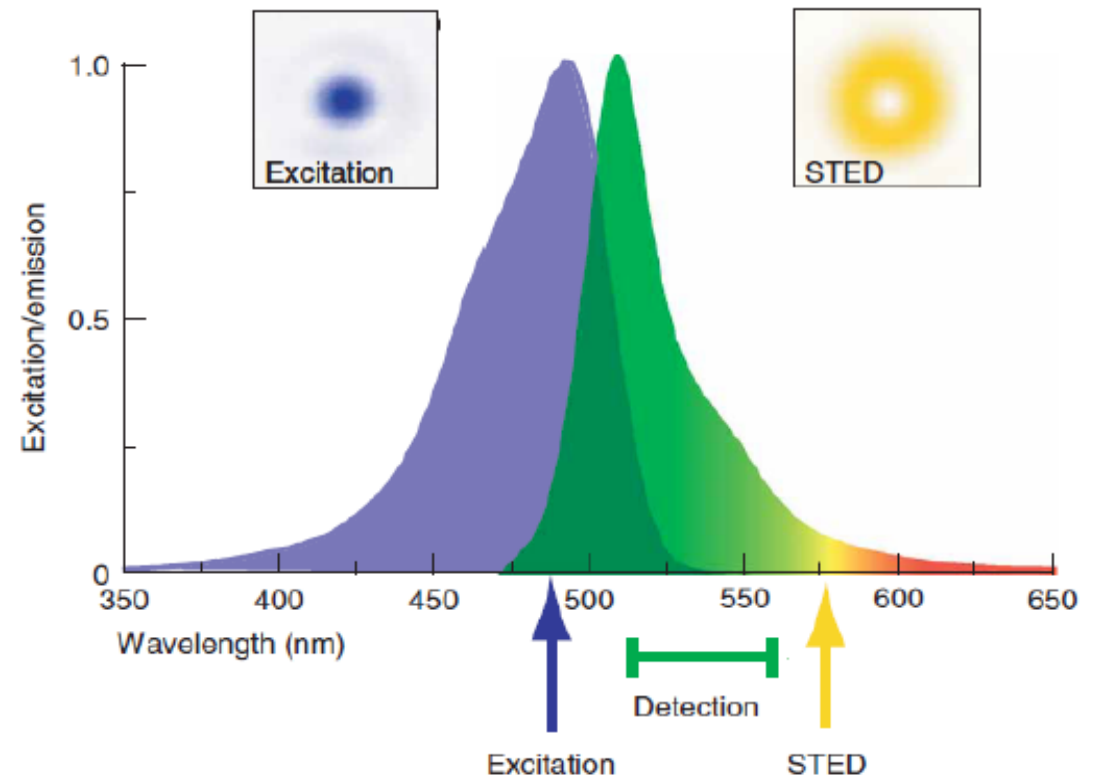 Excitation
STED
1.0
0.5
0
Excitation/emission
350 400 450 500 550 600 650
Wavelength (nm)
Detection
Excitation
STED